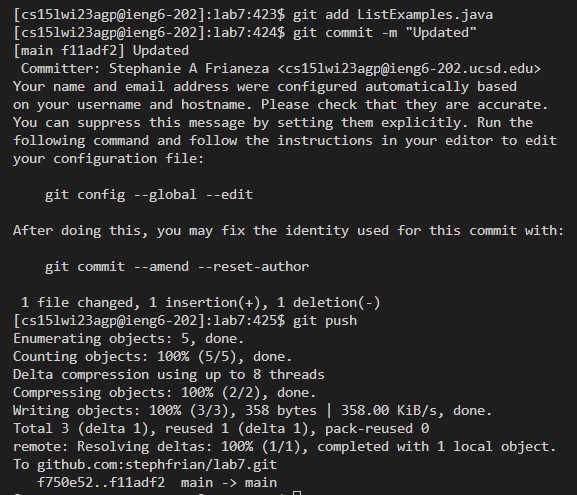 [cs15lwi23agp@ieng6-202]:lab7:423$ git add ListExamples.java
[cs15lwi23agp@ieng6-202]:lab7:424$ git commit -m "Updated"
[main f11adf2] Updated
 Committer: Stephanie A Frianeza <cs15lwi23agp@ieng6-202.ucsd.edu>
Your name and email address were configured automatically based
on your username and hostname. Please check that they are accurate.
You can suppress this message by setting them explicitly. Run the
following command and follow the instructions in your editor to edit
your configuration file:

    git config --global --edit

After doing this, you may fix the identity used for this commit with:

    git commit --amend --reset-author

 1 file changed, 1 insertion(+), 1 deletion(-)
[cs15lwi23agp@ieng6-202]:lab7:425$ git push
Enumerating objects: 5, done.
Counting objects: 100% (5/5), done.
Delta compression using up to 8 threads
Compressing objects: 100% (2/2), done.
Writing objects: 100% (3/3), 358 bytes | 358.00 KiB/s, done.
Total 3 (delta 1), reused 1 (delta 1), pack-reused 0
remote: Resolving deltas: 100% (1/1), completed with 1 local object.
To github.com:stephfrian/lab7.git
   f750e52..f11adf2  main -> main